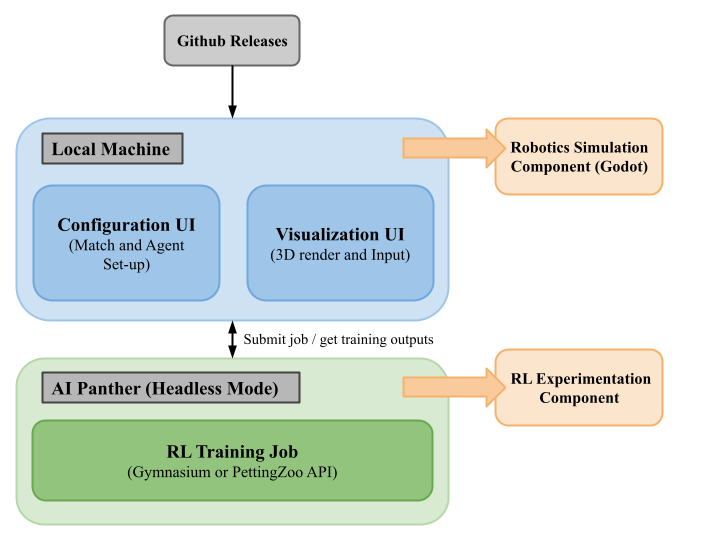 Github Releases
Local Machine
Robotics Simulation
Component (Godot)
Configuration UI
(Match and Agent
Set-up)
Visualization UI
(3D render and Input)
Submit job / get training outputs
AI Panther (Headless Mode)
RL Experimentation
Component
RL Training Job
(Gymnasium or PettingZoo API)